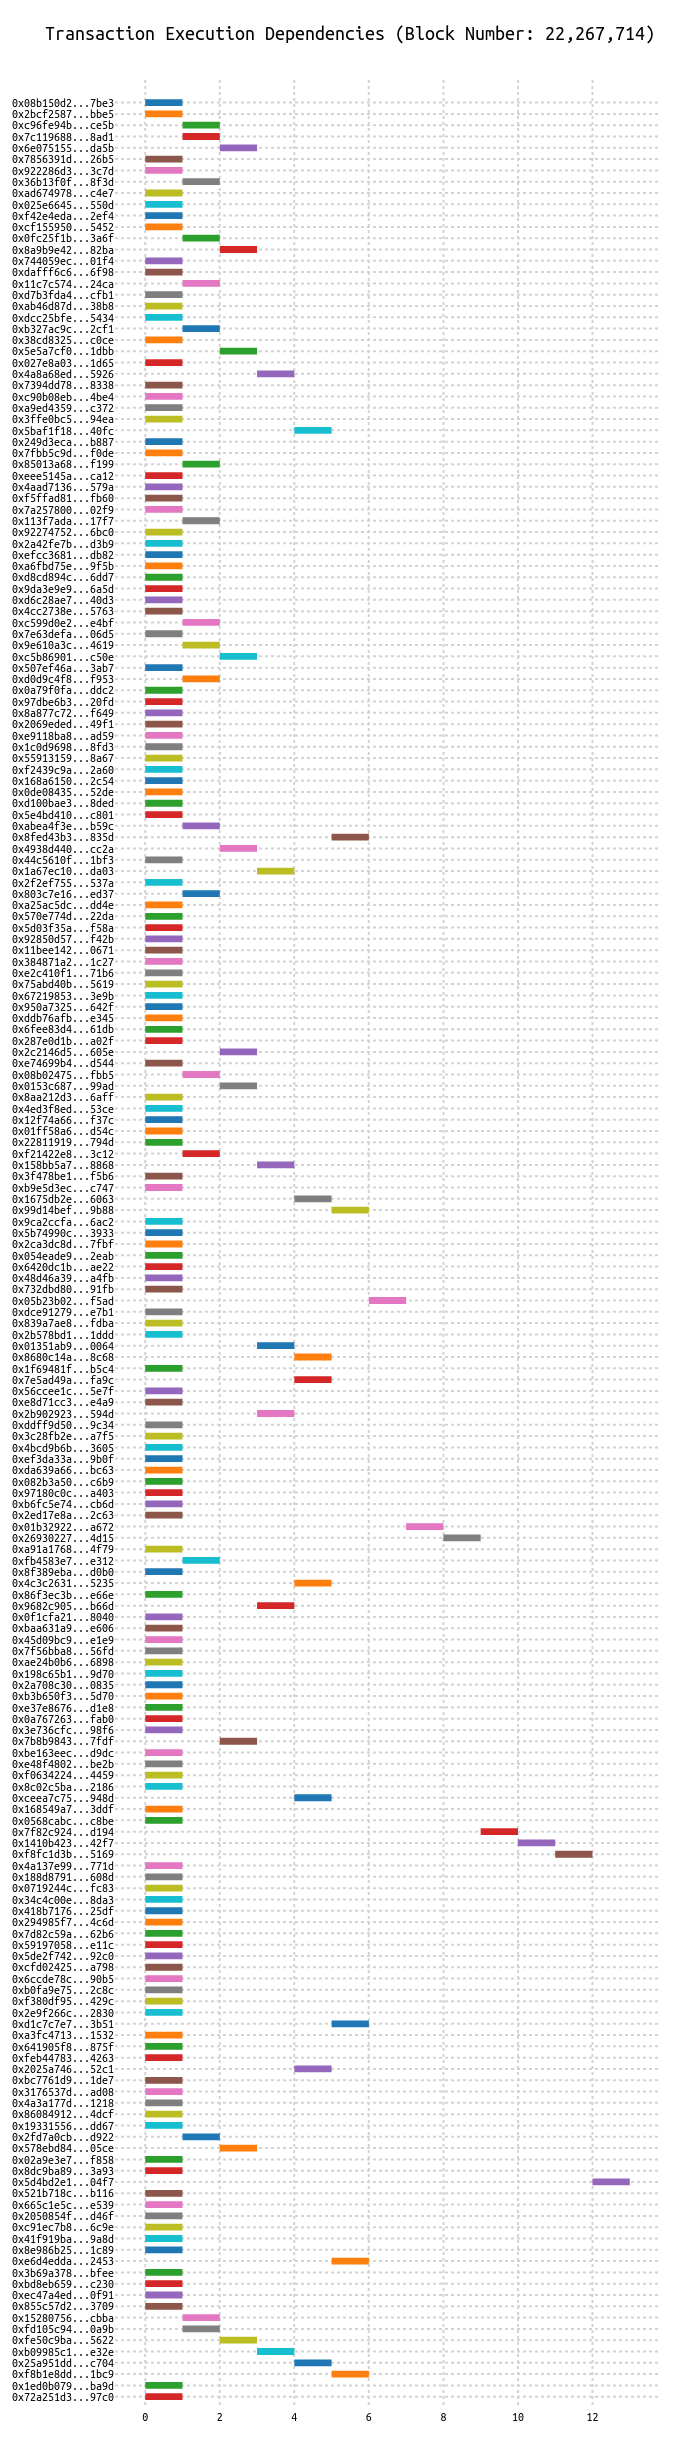 Transaction Execution Dependencies (Block Number: 22,267,714)
0x08b150d2...7be3
0x2bcf2587...bbe5
0xc96fe94b...ce5b
0x7c119688...8ad1
0x6e075155...da5b
0x7856391d...26b5
0x922286d3...3c7d
0x36b13f0f...8f3d
0xad674978...c4e7
0x025e6645...550d
0xf42e4eda...2ef4
0xcf155950...5452
0x0fc25f1b...3a6f
0x8a9b9e42...82ba
0x744059ec...01f4
0xdafff6c6...6f98
0x11c7c574...24ca
0xd7b3fda4...cfb1
0xab46d87d...38b8
0xdcc25bfe...5434
0xb327ac9c...2cf1
0x38cd8325...c0ce
0x5e5a7cf0...1dbb
0x027e8a03...1d65
0x4a8a68ed...5926
0x7394dd78...8338
0xc90b08eb...4be4
0xa9ed4359...c372
0x3ffe0bc5...94ea
0x5baf1f18...40fc
0x249d3eca...b887
0x7fbb5c9d...f0de
0x85013a68...f199
0xeee5145a...ca12
0x4aad7136...579a
0xf5ffad81...fb60
0x7a257800...02f9
0x113f7ada...17f7
0x92274752...6bc0
0x2a42fe7b...d3b9
0xefcc3681...db82
0xa6fbd75e...9f5b
0xd8cd894c...6dd7
0x9da3e9e9...6a5d
0xd6c28ae7...40d3
0x4cc2738e...5763
0xc599d0e2...e4bf
0x7e63defa...06d5
0x9e610a3c...4619
0xc5b86901...c50e
0x507ef46a...3ab7
0xd0d9c4f8...f953
0x0a79f0fa...ddc2
0x97dbe6b3...20fd
0x8a877c72...f649
0x2069eded...49f1
0xe9118ba8...ad59
0x1c0d9698...8fd3
0x55913159...8a67
0xf2439c9a...2a60
0x168a6150...2c54
0x0de08435...52de
0xd100bae3...8ded
0x5e4bd410...c801
0xabea4f3e...b59c
0x8fed43b3...835d
0x4938d440...cc2a
0x44c5610f...1bf3
0x1a67ec10...da03
0x2f2ef755...537a
0x803c7e16...ed37
0xa25ac5dc...dd4e
0x570e774d...22da
0x5d03f35a...f58a
0x92850d57...f42b
0x11bee142...0671
0x384871a2...1c27
0xe2c410f1...71b6
0x75abd40b...5619
0x67219853...3e9b
0x950a7325...642f
0xddb76afb...e345
0x6fee83d4...61db
0x287e0d1b...a02f
0x2c2146d5...605e
0xe74699b4...d544
0x08b02475...fbb5
0x0153c687...99ad
0x8aa212d3...6aff
0x4ed3f8ed...53ce
0x12f74a66...f37c
0x01ff58a6...d54c
0x22811919...794d
0xf21422e8...3c12
0x158bb5a7...8868
0x3f478be1...f5b6
0xb9e5d3ec...c747
0x1675db2e...6063
0x99d14bef...9b88
0x9ca2ccfa...6ac2
0x5b74990c...3933
0x2ca3dc8d...7fbf
0x054eade9...2eab
0x6420dc1b...ae22
0x48d46a39...a4fb
0x732dbd80...91fb
0x05b23b02...f5ad
0xdce91279...e7b1
0x839a7ae8...fdba
0x2b578bd1...1ddd
0x01351ab9...0064
0x8680c14a...8c68
0x1f69481f...b5c4
0x7e5ad49a...fa9c
0x56ccee1c...5e7f
0xe8d71cc3...e4a9
0x2b902923...594d
0xddff9d50...9c34
0x3c28fb2e...a7f5
0x4bcd9b6b...3605
0xef3da33a...9b0f
0xda639a66...bc63
0x082b3a50...c6b9
0x97180c0c...a403
0xb6fc5e74...cb6d
0x2ed17e8a...2c63
0x01b32922...a672
0x26930227...4d15
0xa91a1768...4f79
0xfb4583e7...e312
0x8f389eba...d0b0
0x4c3c2631...5235
0x86f3ec3b...e66e
0x9682c905...b66d
0x0f1cfa21...8040
0xbaa631a9...e606
0x45d09bc9...e1e9
0x7f56bba8...56fd
0xae24b0b6...6898
0x198c65b1...9d70
0x2a708c30...0835
0xb3b650f3...5d70
0xe37e8676...d1e8
0x0a767263...fab0
0x3e736cfc...98f6
0x7b8b9843...7fdf
0xbe163eec...d9dc
0xe48f4802...be2b
0xf0634224...4459
0x8c02c5ba...2186
0xceea7c75...948d
0x168549a7...3ddf
0x0568cabc...c8be
0x7f82c924...d194
0x1410b423...42f7
0xf8fc1d3b...5169
0x4a137e99...771d
0x188d8791...608d
0x0719244c...fc83
0x34c4c00e...8da3
0x418b7176...25df
0x294985f7...4c6d
0x7d82c59a...62b6
0x59197058...e11c
0x5de2f742...92c0
0xcfd02425...a798
0x6ccde78c...90b5
0xb0fa9e75...2c8c
0xf380df95...429c
0x2e9f266c...2830
0xd1c7c7e7...3b51
0xa3fc4713...1532
0x641905f8...875f
0xfeb44783...4263
0x2025a746...52c1
0xbc7761d9...1de7
0x3176537d...ad08
0x4a3a177d...1218
0x86084912...4dcf
0x19331556...dd67
0x2fd7a0cb...d922
0x578ebd84...05ce
0x02a9e3e7...f858
0x8dc9ba89...3a93
0x5d4bd2e1...04f7
0x521b718c...b116
0x665c1e5c...e539
0x2050854f...d46f
0xc91ec7b8...6c9e
0x41f919ba...9a8d
0x8e986b25...1c89
0xe6d4edda...2453
0x3b69a378...bfee
0xbd8eb659...c230
0xec47a4ed...0f91
0x855c57d2...3709
0x15280756...cbba
0xfd105c94...0a9b
0xfe50c9ba...5622
0xb09985c1...e32e
0x25a951dd...c704
0xf8b1e8dd...1bc9
0x1ed0b079...ba9d
0x72a251d3...97c0
0 2 4 6 8 10 12